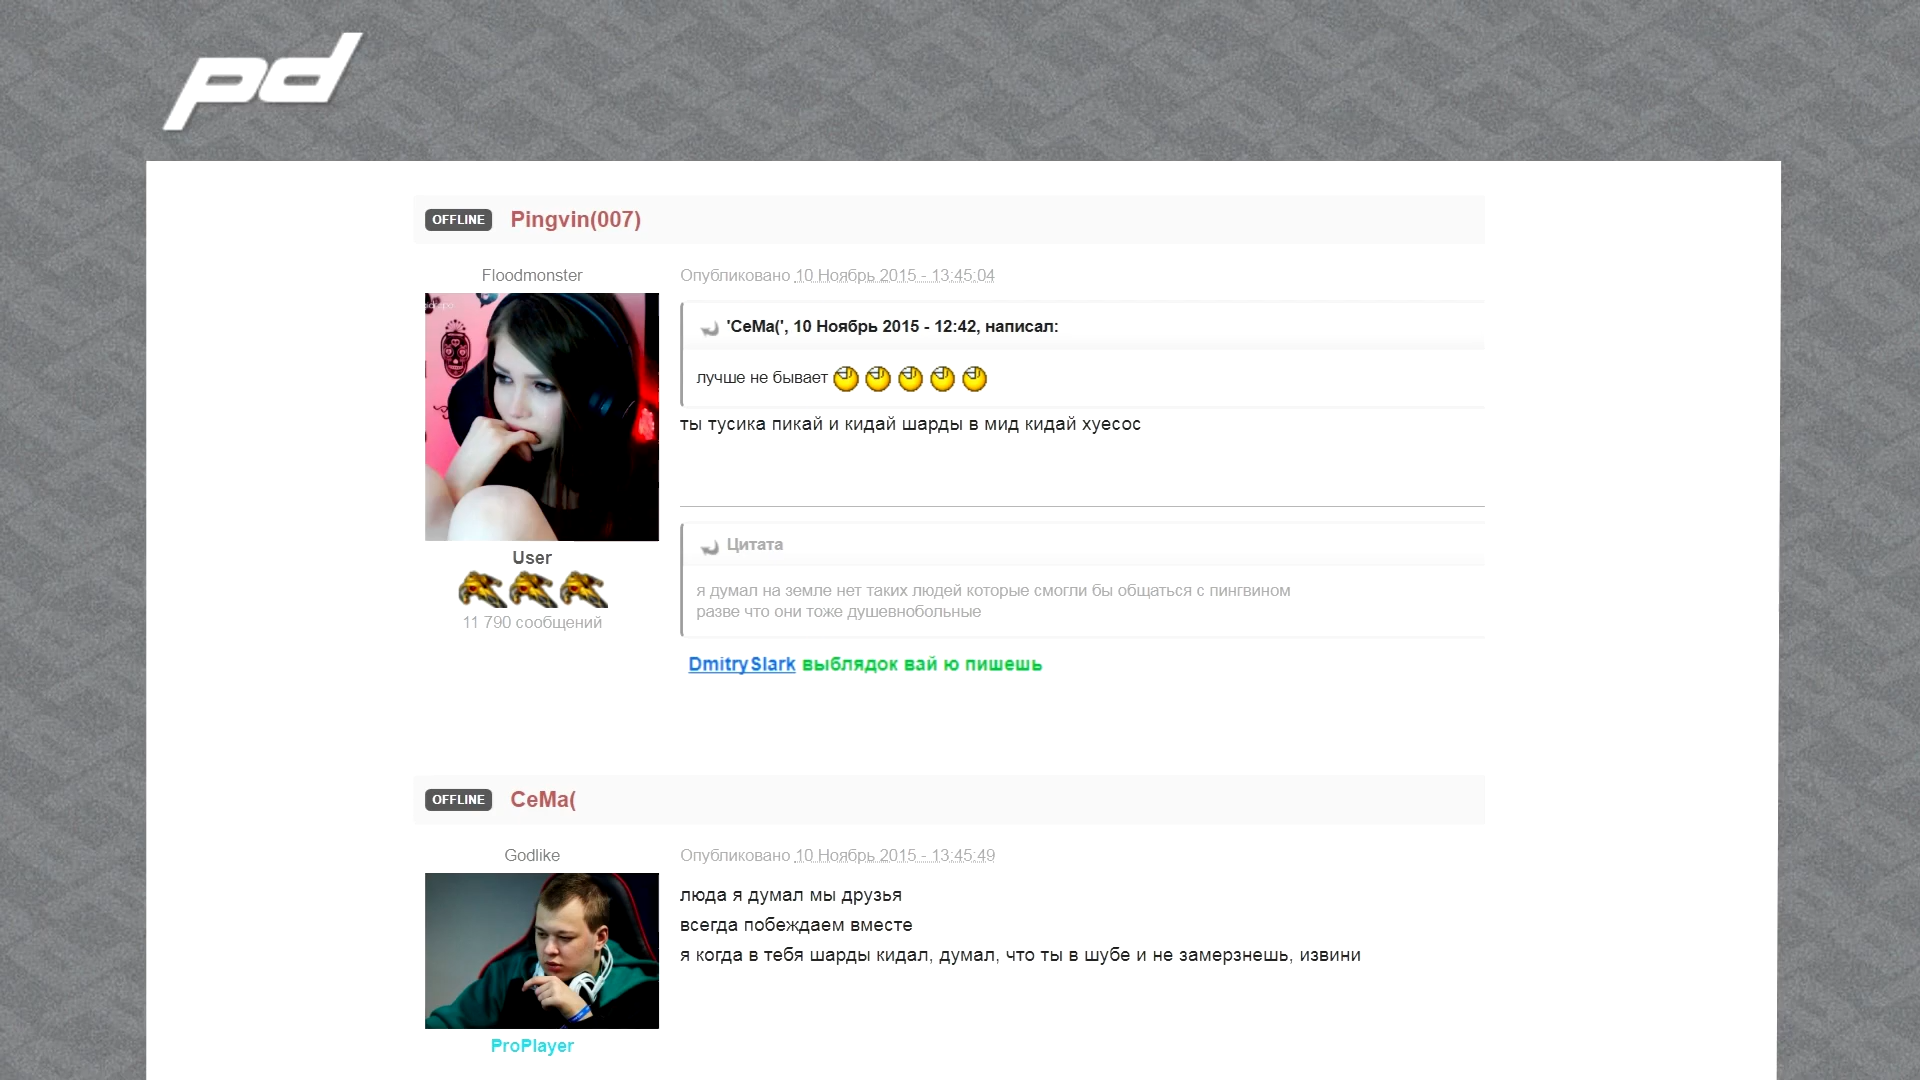 pd
OFFLINE Pingvin(007)
Floodmonster
Опубликовано 10 Ноябрь 2015 - 13:45:04
'CeMa(', 10 Ноябрь 2015 - 12:42, написал:
лучше не бывает
ты тусика пикай и кидай шарды в мид кидай хуесос
User
11 790 сообщений
Цитата
я думал на земле нет таких людей которые смогли бы общаться с пингвином
разве что они тоже душевнобольные
DmitrySlark выблядок вай ю пишешь
OFFLINE CeMa(
Godlike
Опубликовано 10 Ноябрь 2015 - 13:45:49
люда я думал мы друзья
всегда побеждаем вместе
я когда в тебя шарды кидал, думал, что ты в шубе и не замерзнешь, извини
ProPlayer